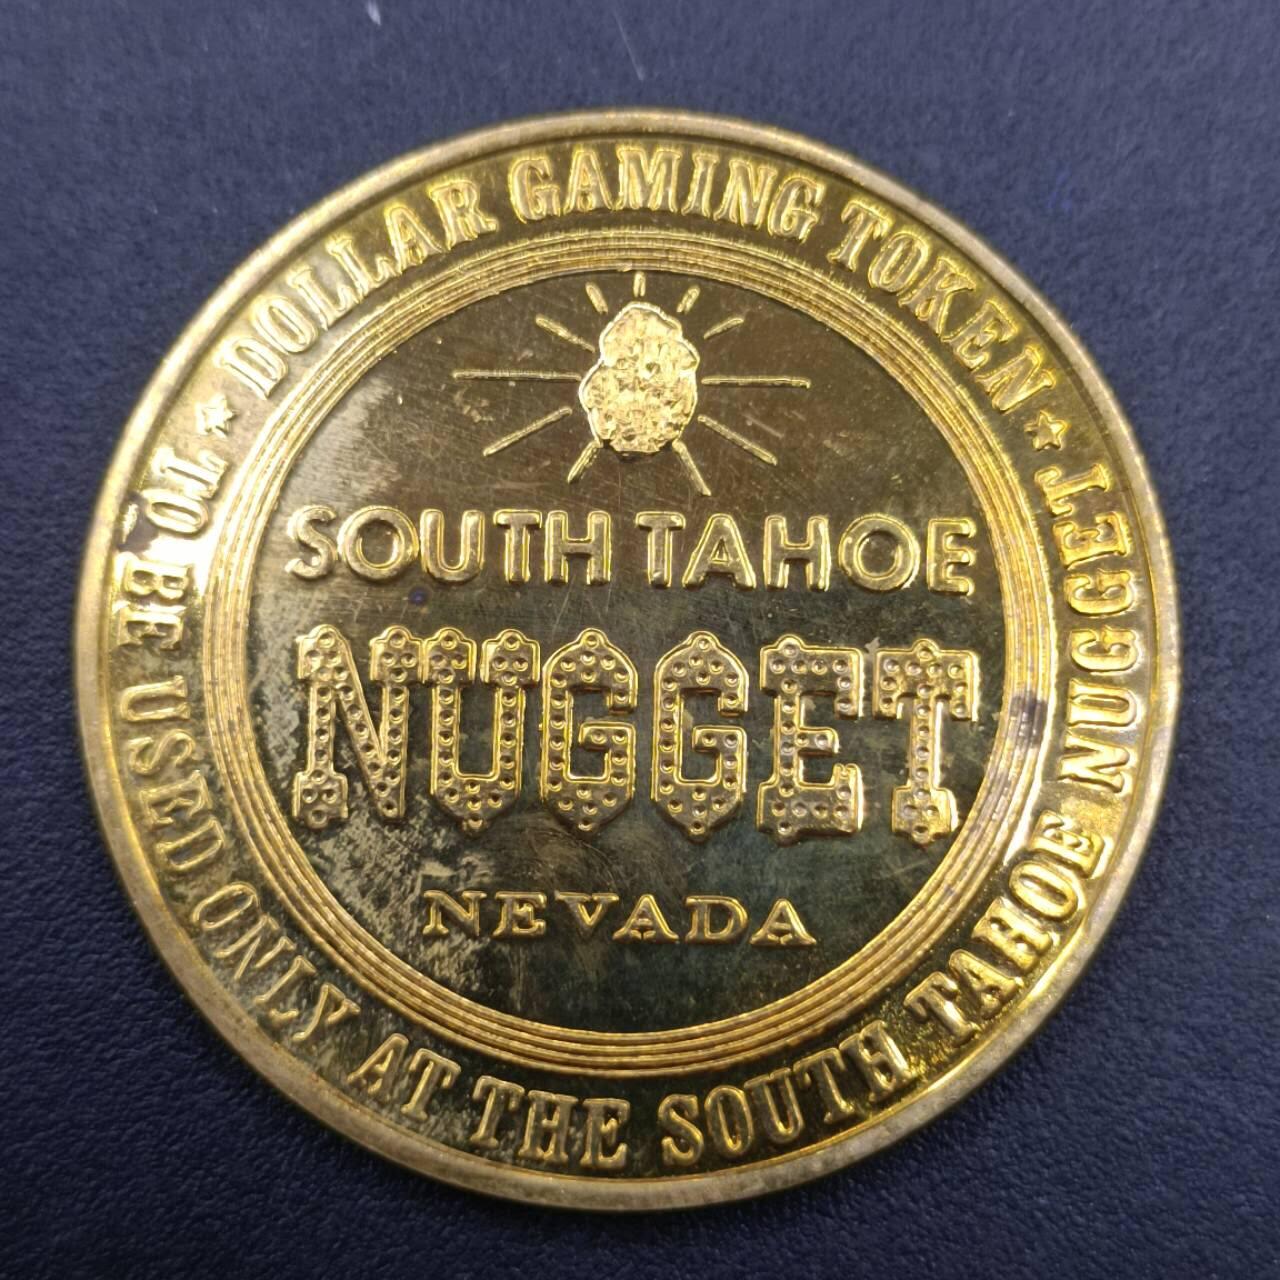 DOLLAR GAMING TOKEN
SOUTH TAHOE
NUGGET
NEVADA
TO BE USED ONLY AT THE SOUTH TAHOE NUGGET